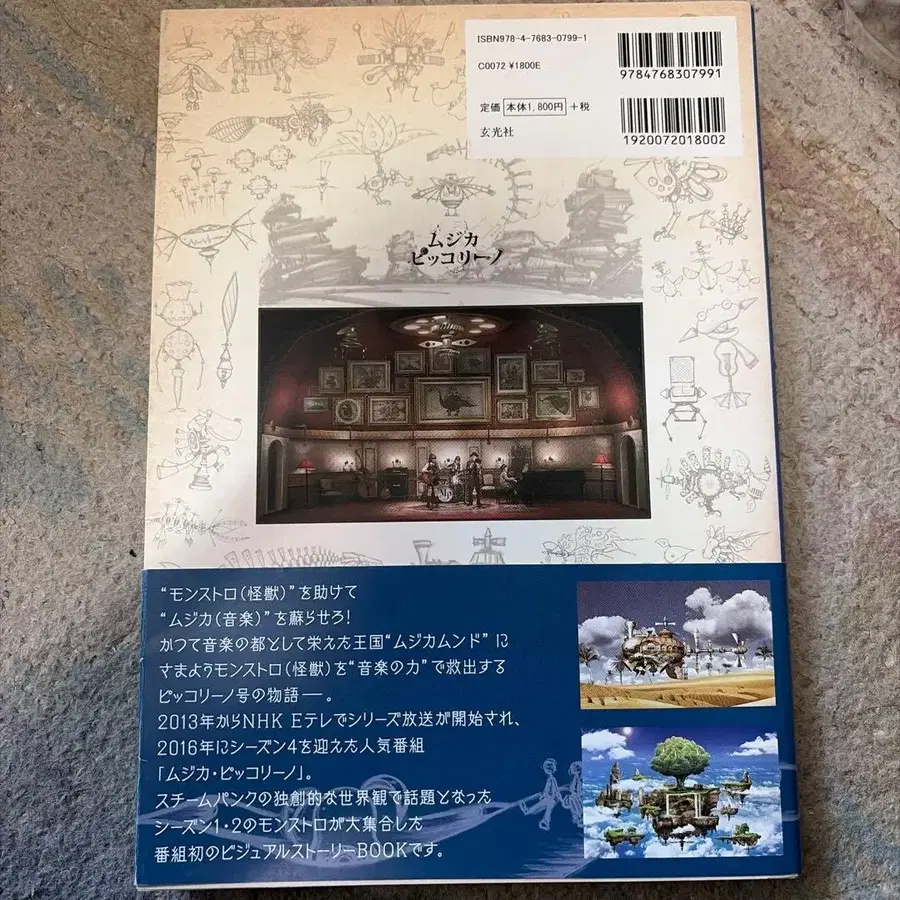 ISBN978-4-7683-0799-1
C0072 ¥1800E
定価 本体1,800円 +税
玄光社
9784768307991
1920072018002
ムジカ
ピッコリーノ
“モンストロ(怪獣)”を助けて
“ムジカ(音楽)”を蘇らせろ!
かつて音楽の都として栄えた王国“ムジカムンド”に
さまようモンストロ(怪獣)を“音楽の力”で救出する
ピッコリーノ号の物語―。
2013年からNHK Eテレでシリーズ放送が開始され、
2016年にシーズン4を迎えた人気番組
「ムジカ・ピッコリーノ」。
スチームパンクの独創的な世界観で話題となった
シーズン1・2のモンストロが大集合した
番組初のビジュアルストーリーBOOKです。